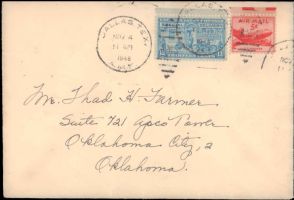 DALLAS, TEX.
NOV 4
1948
AIR MAIL
Mr. Thad H. Farmer
Suite 721 Apco Tower
Oklahoma City, 2
Oklahoma.